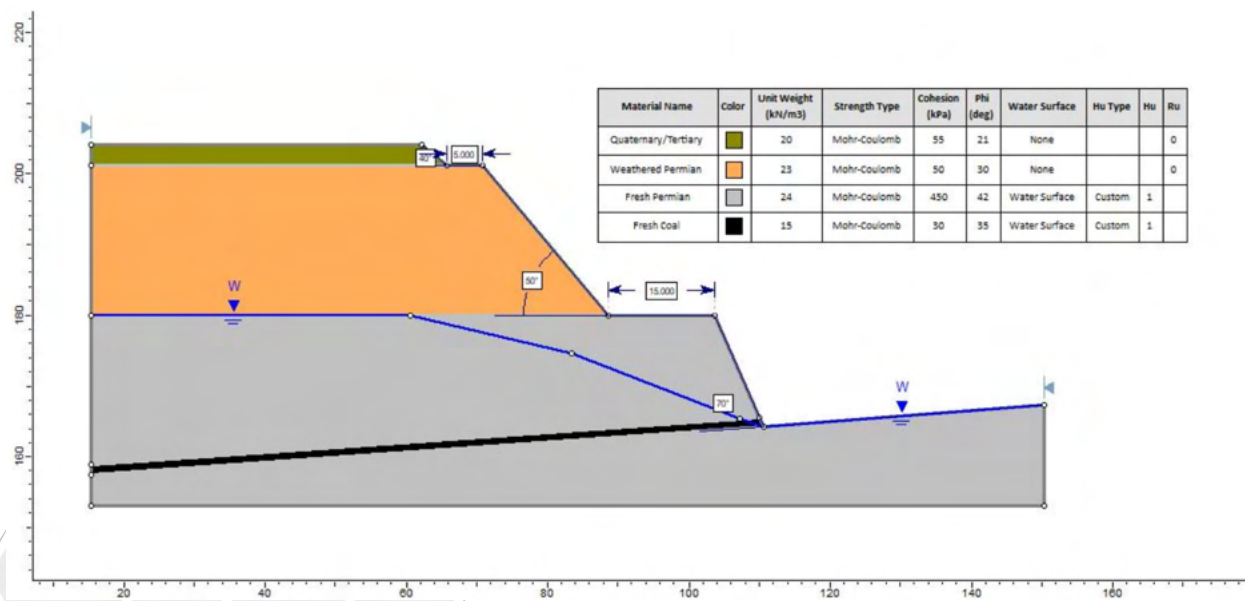 220
200
180
160
40°
5.000
Material Name Color Unit Weight (kN/m3) Strength Type Cohesion (kPa) Phi (deg) Water Surface Hu Type Hu Ru
Quaternary/Tertiary 20 Mohr-Coulomb 55 21 None 0
Weathered Permian 23 Mohr-Coulomb 50 30 None 0
Fresh Permian 24 Mohr-Coulomb 450 42 Water Surface Custom 1
Fresh Coal 15 Mohr-Coulomb 30 35 Water Surface Custom 1
W
50°
15.000
70°
W
20 40 60 80 100 120 140 160